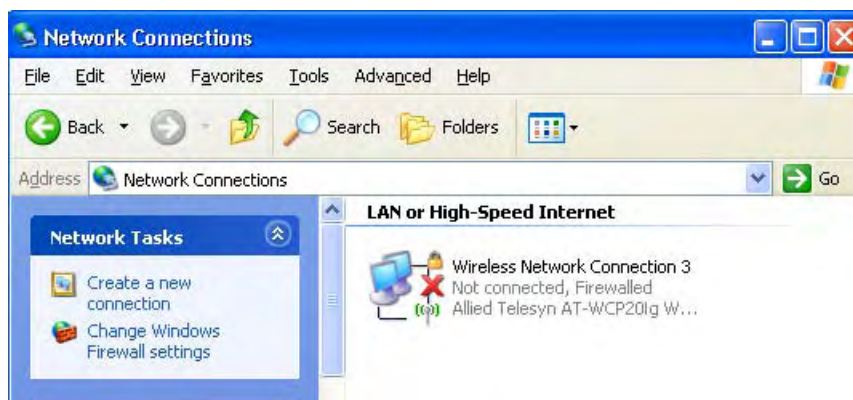 Network Connections
File Edit View Favorites Tools Advanced Help
Back Search Folders
Address Network Connections Go
Network Tasks
Create a new
connection
Change Windows
Firewall settings
LAN or High-Speed Internet
Wireless Network Connection 3
Not connected, Firewalled
Allied Telesyn AT-WCP201g W...